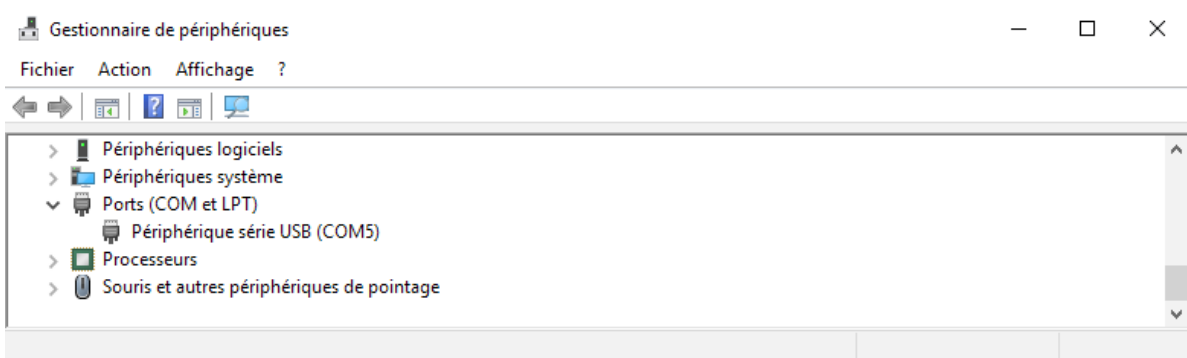 Gestionnaire de périphériques
Fichier Action Affichage ?
Périphériques logiciels
Périphériques système
Ports (COM et LPT)
Périphérique série USB (COM5)
Processeurs
Souris et autres périphériques de pointage